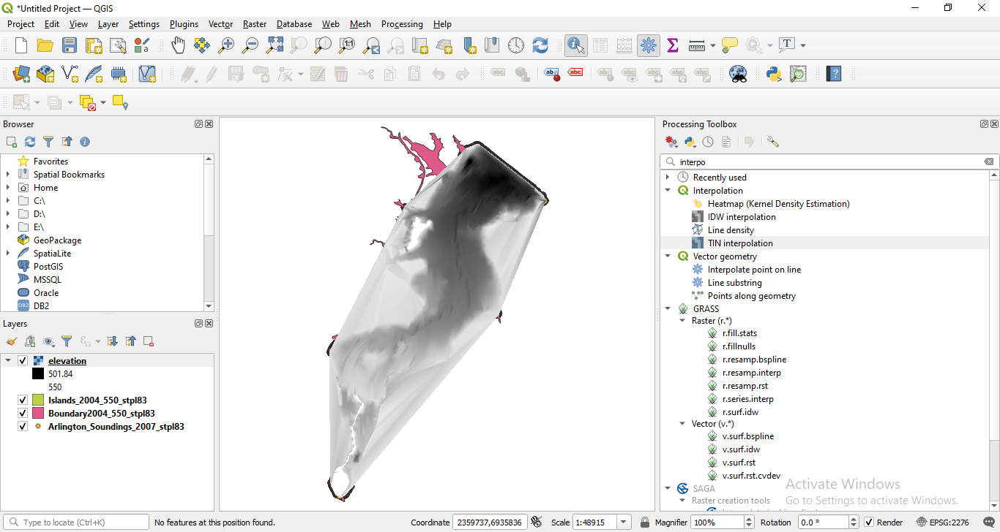 *Untitled Project — QGIS
Project Edit View Layer Settings Plugins Vector Raster Database Web Mesh Processing Help
Browser
Favorites
Spatial Bookmarks
Home
C:\
D:\
E:\
GeoPackage
SpatiaLite
PostGIS
MSSQL
Oracle
DB2
Layers
elevation
501.84
550
Islands_2004_550_stpl83
Boundary2004_550_stpl83
Arlington_Soundings_2007_stpl83
Processing Toolbox
interpo
Recently used
Interpolation
Heatmap (Kernel Density Estimation)
IDW interpolation
Line density
TIN interpolation
Vector geometry
Interpolate point on line
Line substring
Points along geometry
GRASS
Raster (r.*)
r.fill.stats
r.fillnulls
r.resamp.bspline
r.resamp.interp
r.resamp.rst
r.series.interp
r.surf.idw
Vector (v.*)
v.surf.bspline
v.surf.idw
v.surf.rst
v.surf.rst.cvdev
SAGA
Raster creation tools
Activate Windows
Go to Settings to activate Windows.
Type to locate (Ctrl+K) No features at this position found. Coordinate 2359737,6935836 Scale 1:48915 Magnifier 100% Rotation 0.0 ° Render EPSG:2276